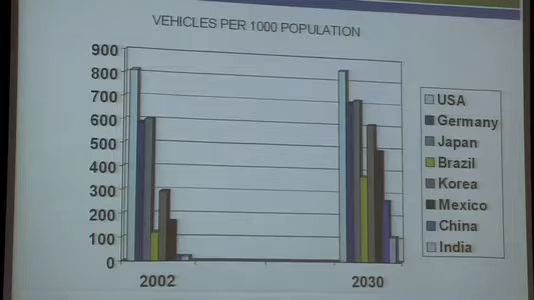 VEHICLES PER 1000 POPULATION
900
800
700
600
500
400
300
200
100
0
2002
2030
USA
Germany
Japan
Brazil
Korea
Mexico
China
India